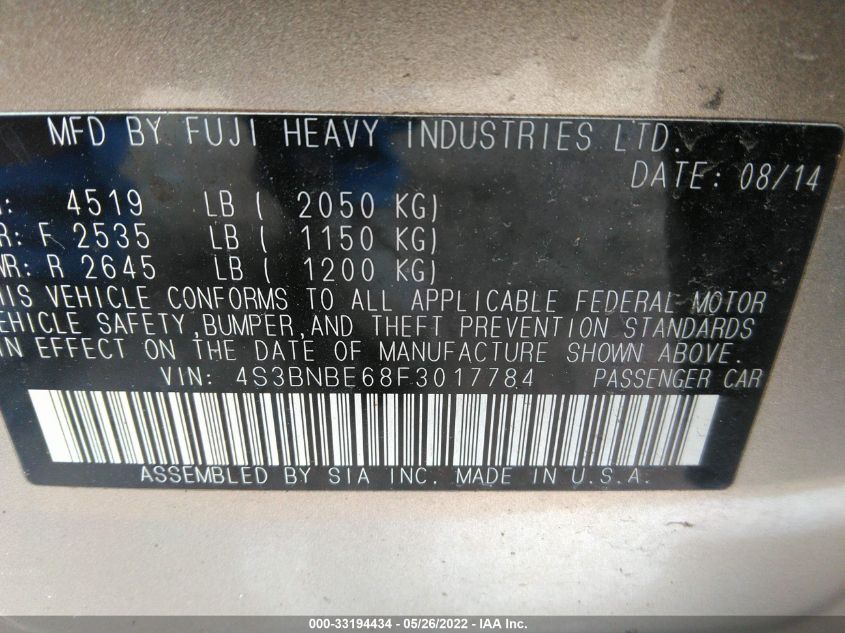 MFD BY FUJI HEAVY INDUSTRIES LTD.
DATE: 08/14
: 4519 LB ( 2050 KG)
R: F 2535 LB ( 1150 KG)
WR: R 2645 LB ( 1200 KG)
HIS VEHICLE CONFORMS TO ALL APPLICABLE FEDERAL MOTOR
EHICLE SAFETY,BUMPER,AND THEFT PREVENTION STANDARDS
IN EFFECT ON THE DATE OF MANUFACTURE SHOWN ABOVE.
VIN: 4S3BNBE68F3017784 PASSENGER CAR
ASSEMBLED BY SIA INC. MADE IN U.S.A.
000-33194434 - 05/26/2022 - IAA Inc.